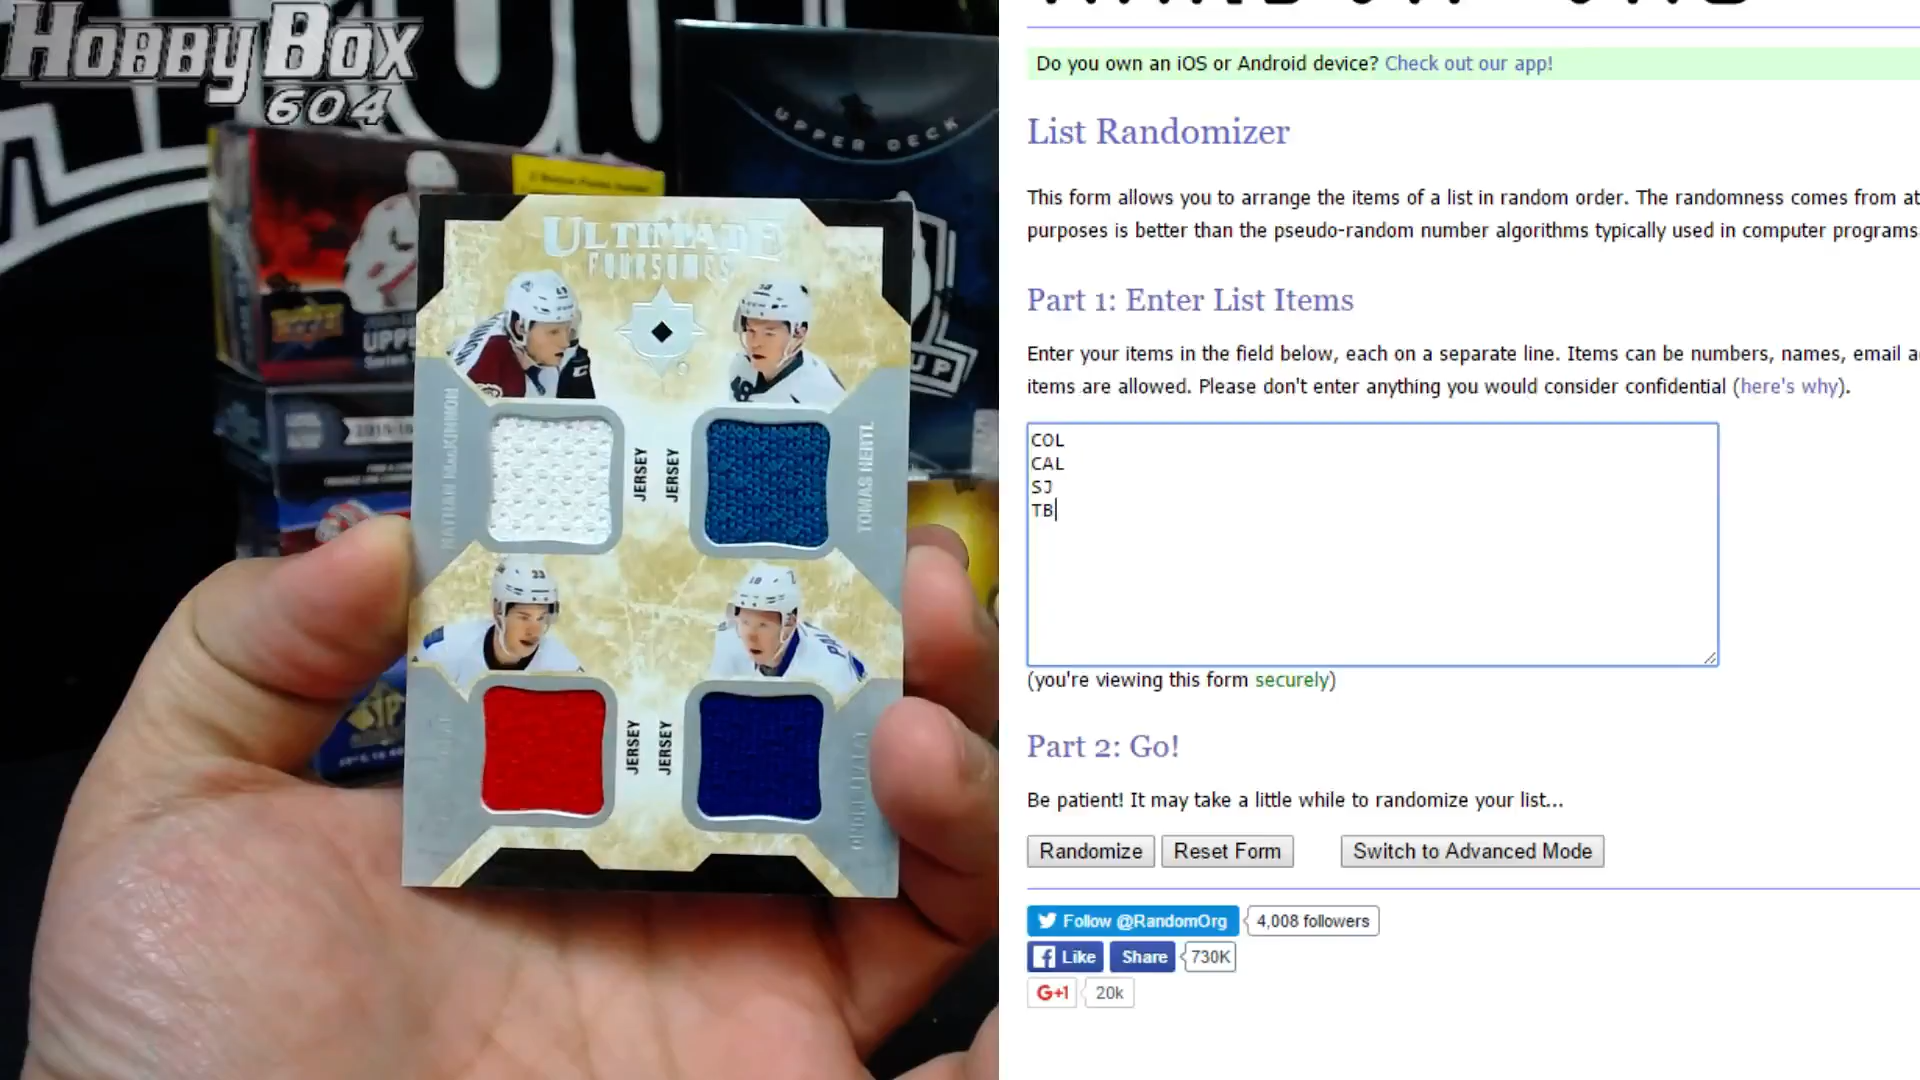 HOBBY BOX
604
UPPER DECK
ULTIMATE
FOURSOMES
NATHAN MacKINNON
JERSEY
JERSEY
TOMAS HERTL
JERSEY
JERSEY
Do you own an iOS or Android device? Check out our app!
List Randomizer
This form allows you to arrange the items of a list in random order. The randomness comes from at
purposes is better than the pseudo-random number algorithms typically used in computer programs
Part 1: Enter List Items
Enter your items in the field below, each on a separate line. Items can be numbers, names, email a
items are allowed. Please don't enter anything you would consider confidential (here's why).
COL
CAL
SJ
TB
(you're viewing this form securely)
Part 2: Go!
Be patient! It may take a little while to randomize your list...
Randomize
Reset Form
Switch to Advanced Mode
Follow @RandomOrg
4,008 followers
Like
Share
730K
G+1
20k